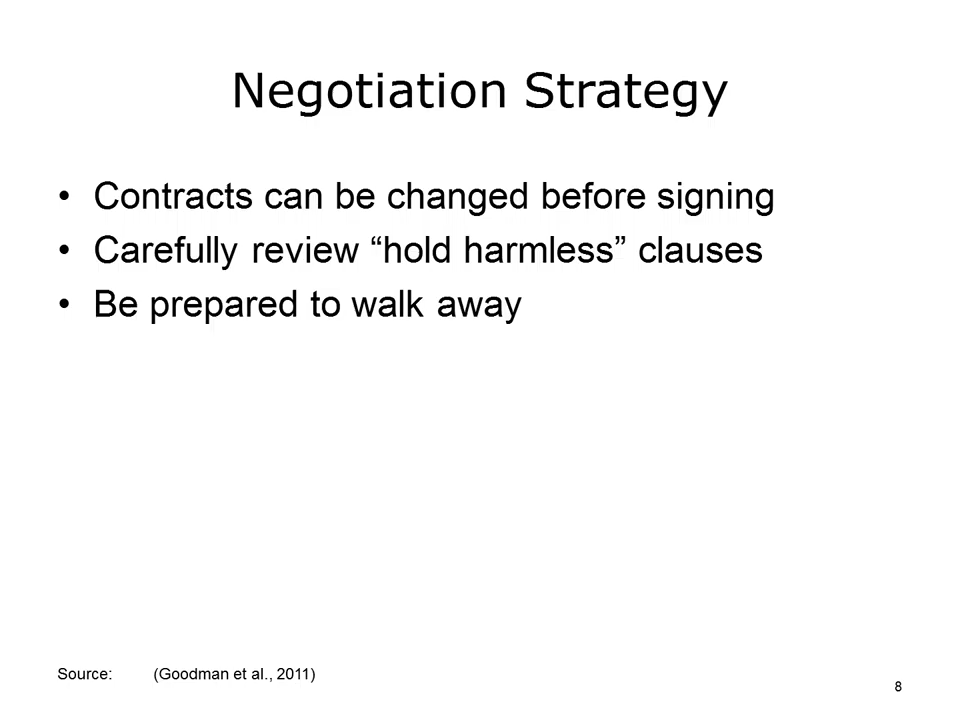 Negotiation Strategy
• Contracts can be changed before signing
• Carefully review “hold harmless” clauses
• Be prepared to walk away
Source: (Goodman et al., 2011)
8